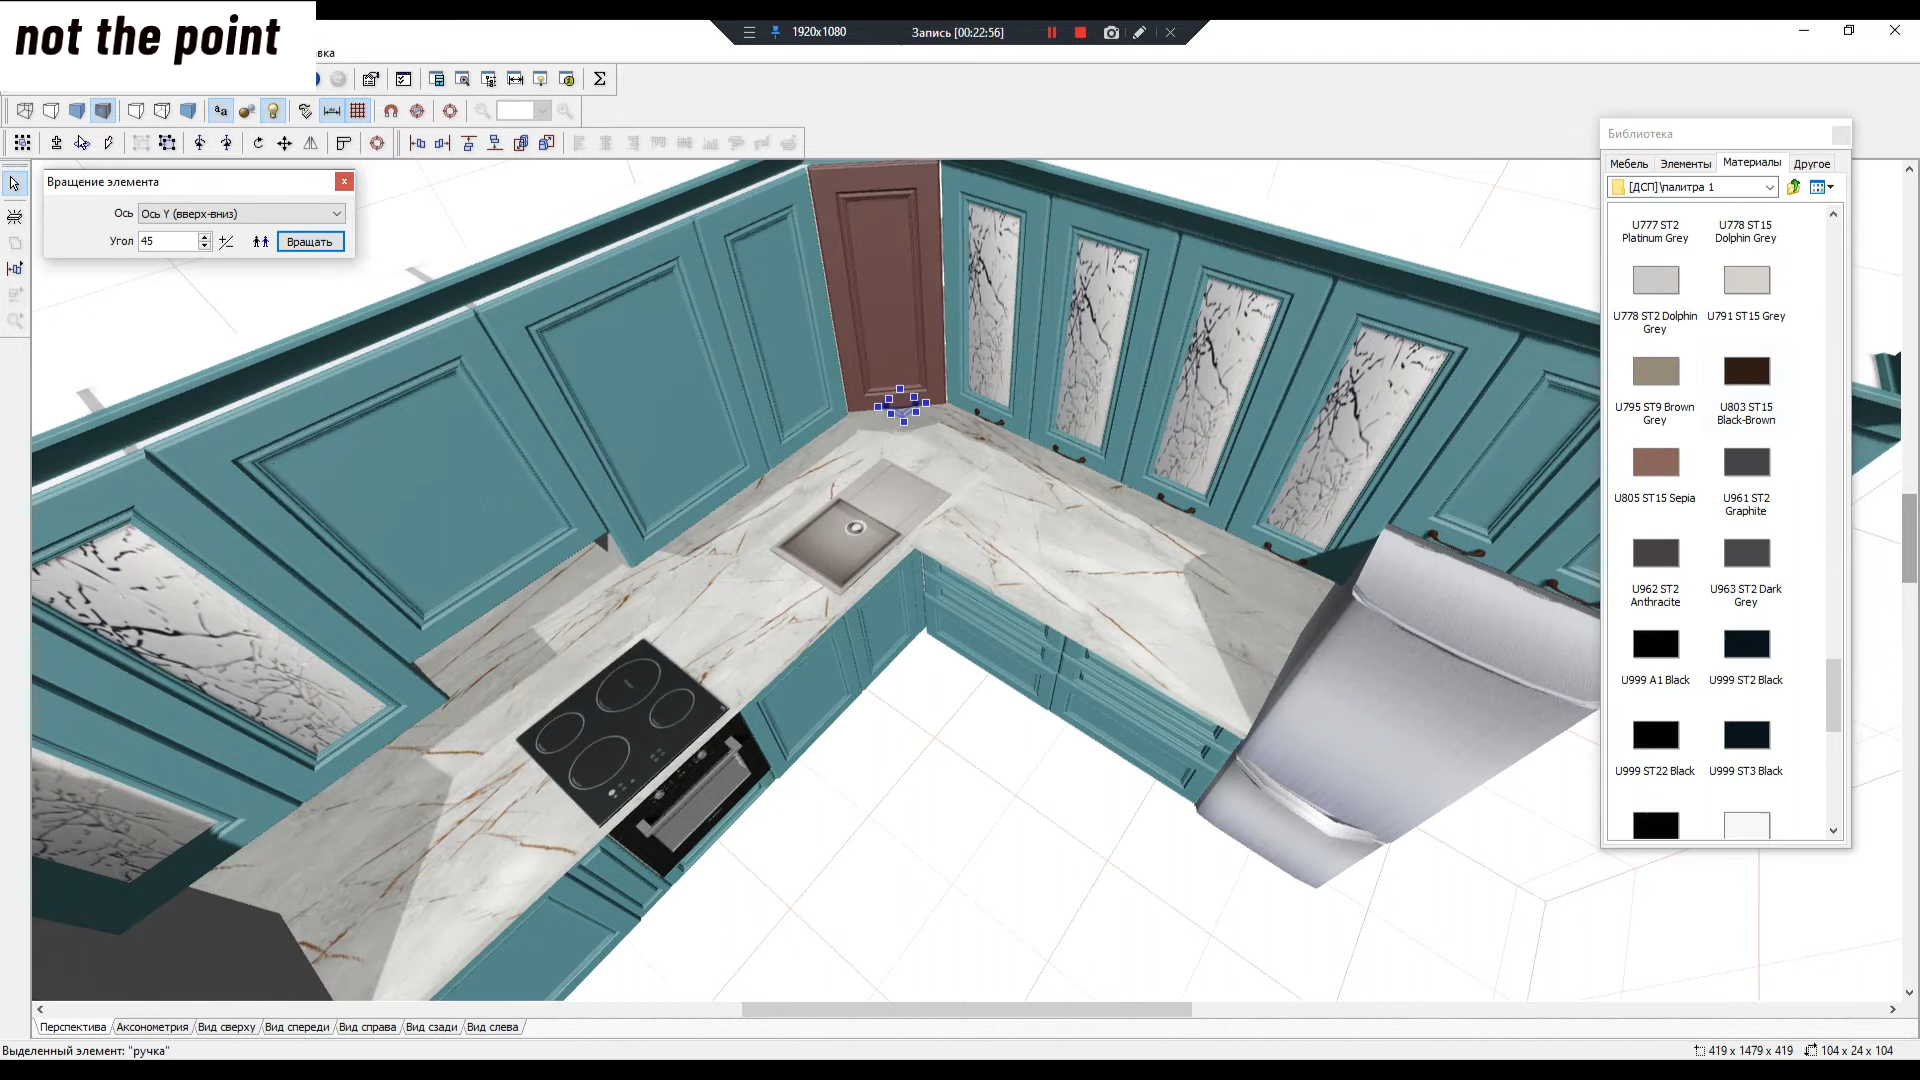 not the point
1920x1080
Запись [00:22:56]
вка
Вращение элемента
Ось
Ось Y (вверх-вниз)
Угол
45
Вращать
Библиотека
Мебель
Элементы
Материалы
Другое
[ДСП]\палитра 1
U777 ST2
Platinum Grey
U778 ST15
Dolphin Grey
U778 ST2 Dolphin
Grey
U791 ST15 Grey
U795 ST9 Brown
Grey
U803 ST15
Black-Brown
U805 ST15 Sepia
U961 ST2
Graphite
U962 ST2
Anthracite
U963 ST2 Dark
Grey
U999 A1 Black
U999 ST2 Black
U999 ST22 Black
U999 ST3 Black
Перспектива
Аксонометрия
Вид сверху
Вид спереди
Вид справа
Вид сзади
Вид слева
Выделенный элемент: "ручка"
419 x 1479 x 419
104 x 24 x 104